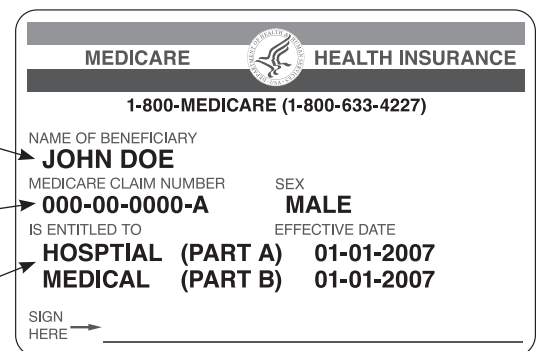 MEDICARE HEALTH INSURANCE
1-800-MEDICARE (1-800-633-4227)
NAME OF BENEFICIARY
JOHN DOE
MEDICARE CLAIM NUMBER SEX
000-00-0000-A MALE
IS ENTITLED TO EFFECTIVE DATE
HOSPTIAL (PART A) 01-01-2007
MEDICAL (PART B) 01-01-2007
SIGN
HERE